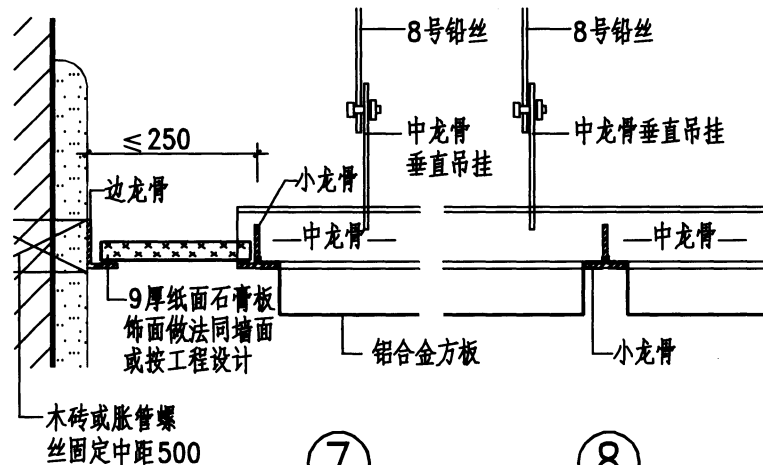 8号铅丝
8号铅丝
≤250
中龙骨
垂直吊挂
中龙骨垂直吊挂
边龙骨
小龙骨
中龙骨
中龙骨
9厚纸面石膏板
饰面做法同墙面
或按工程设计
铝合金方板
小龙骨
木砖或胀管螺
丝固定中距500
7
8